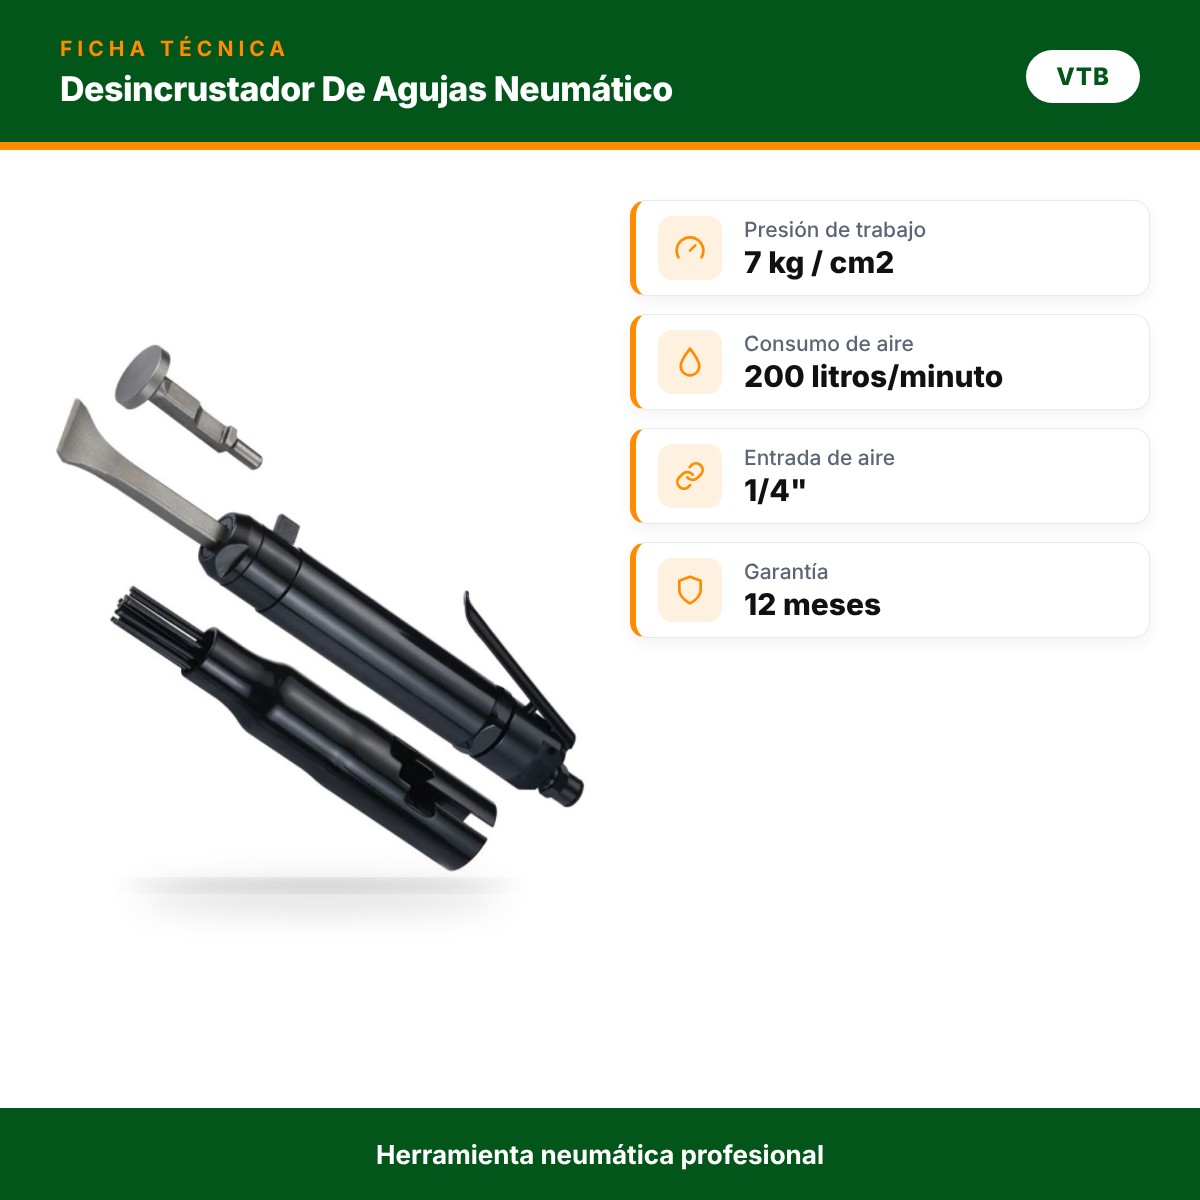 FICHA TÉCNICA
Desincrustador De Agujas Neumático
VTB
Presión de trabajo
7 kg / cm2
Consumo de aire
200 litros/minuto
Entrada de aire
1/4"
Garantía
12 meses
Herramienta neumática profesional